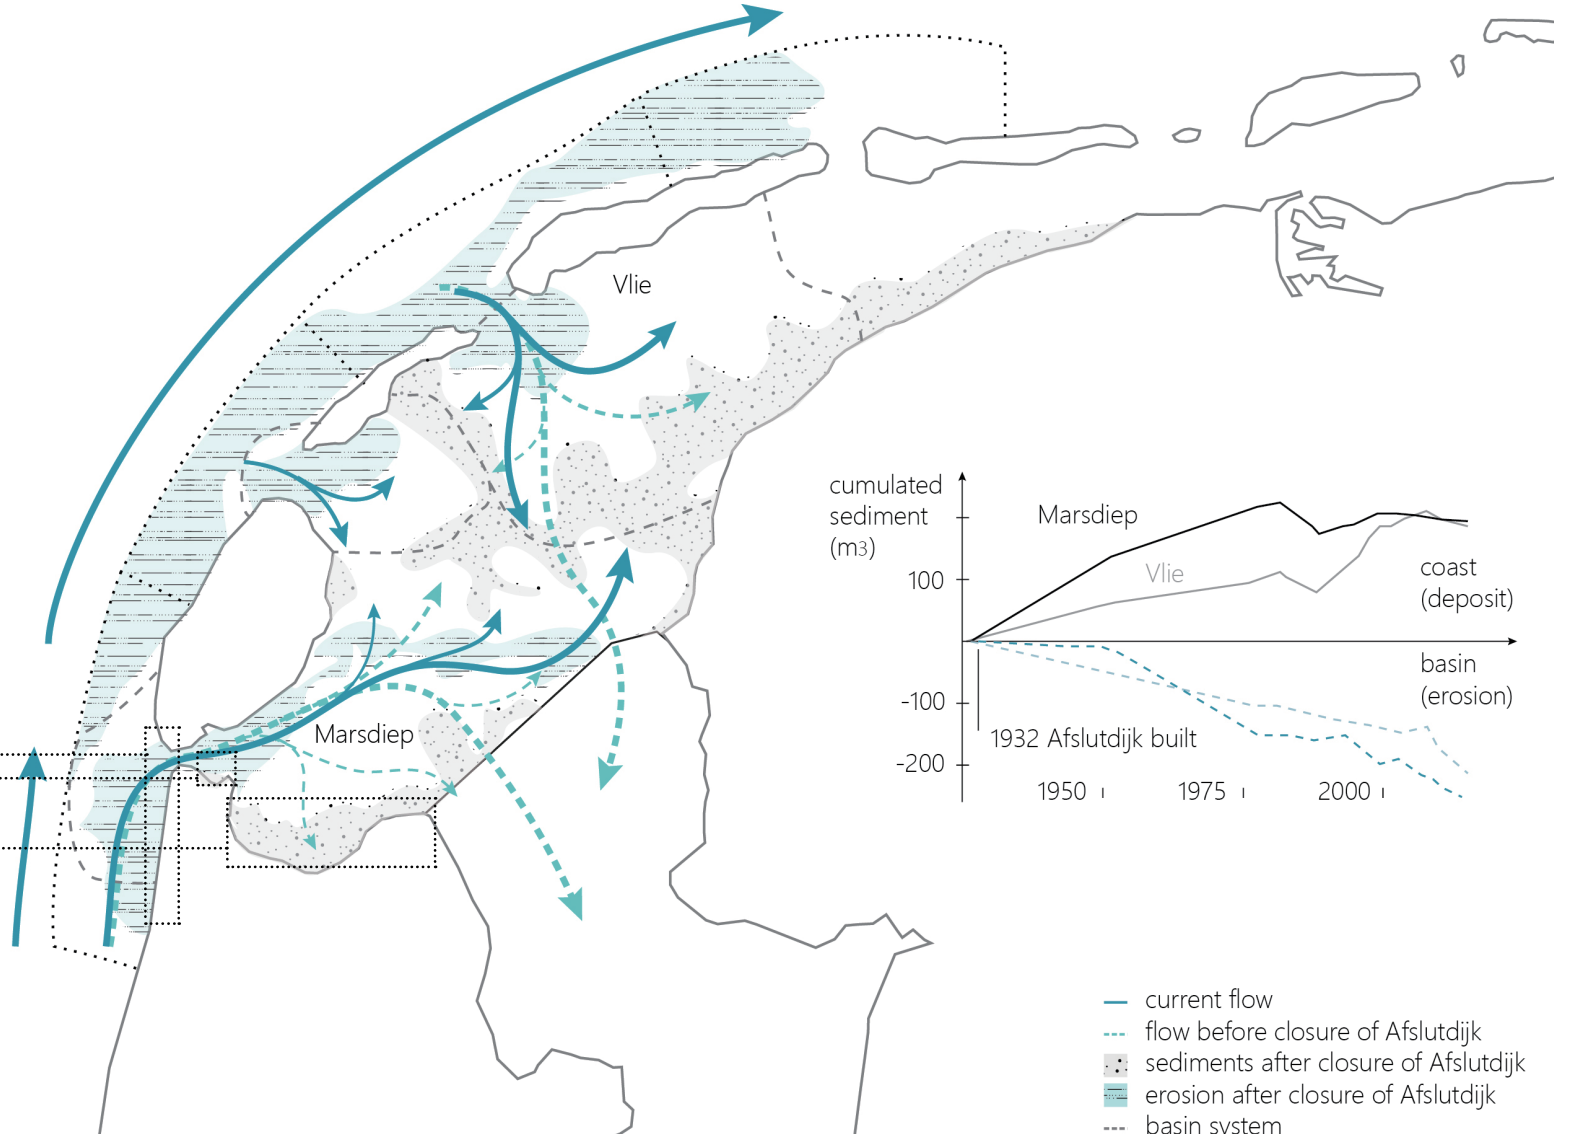 Vlie
Marsdiep
cumulated
sediment
(m3)
Marsdiep
Vlie
100
coast
(deposit)
basin
(erosion)
-100
1932 Afslutdijk built
-200
1950
1975
2000
current flow
flow before closure of Afslutdijk
sediments after closure of Afslutdijk
erosion after closure of Afslutdijk
basin system